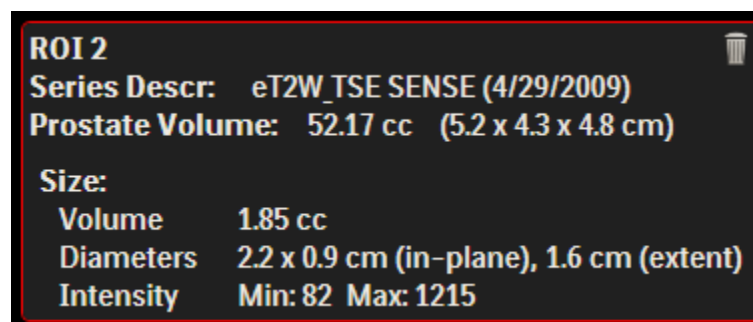 ROI 2
Series Descr: eT2W_TSE SENSE (4/29/2009)
Prostate Volume: 52.17 cc (5.2 x 4.3 x 4.8 cm)
Size:
Volume 1.85 cc
Diameters 2.2 x 0.9 cm (in-plane), 1.6 cm (extent)
Intensity Min: 82 Max: 1215